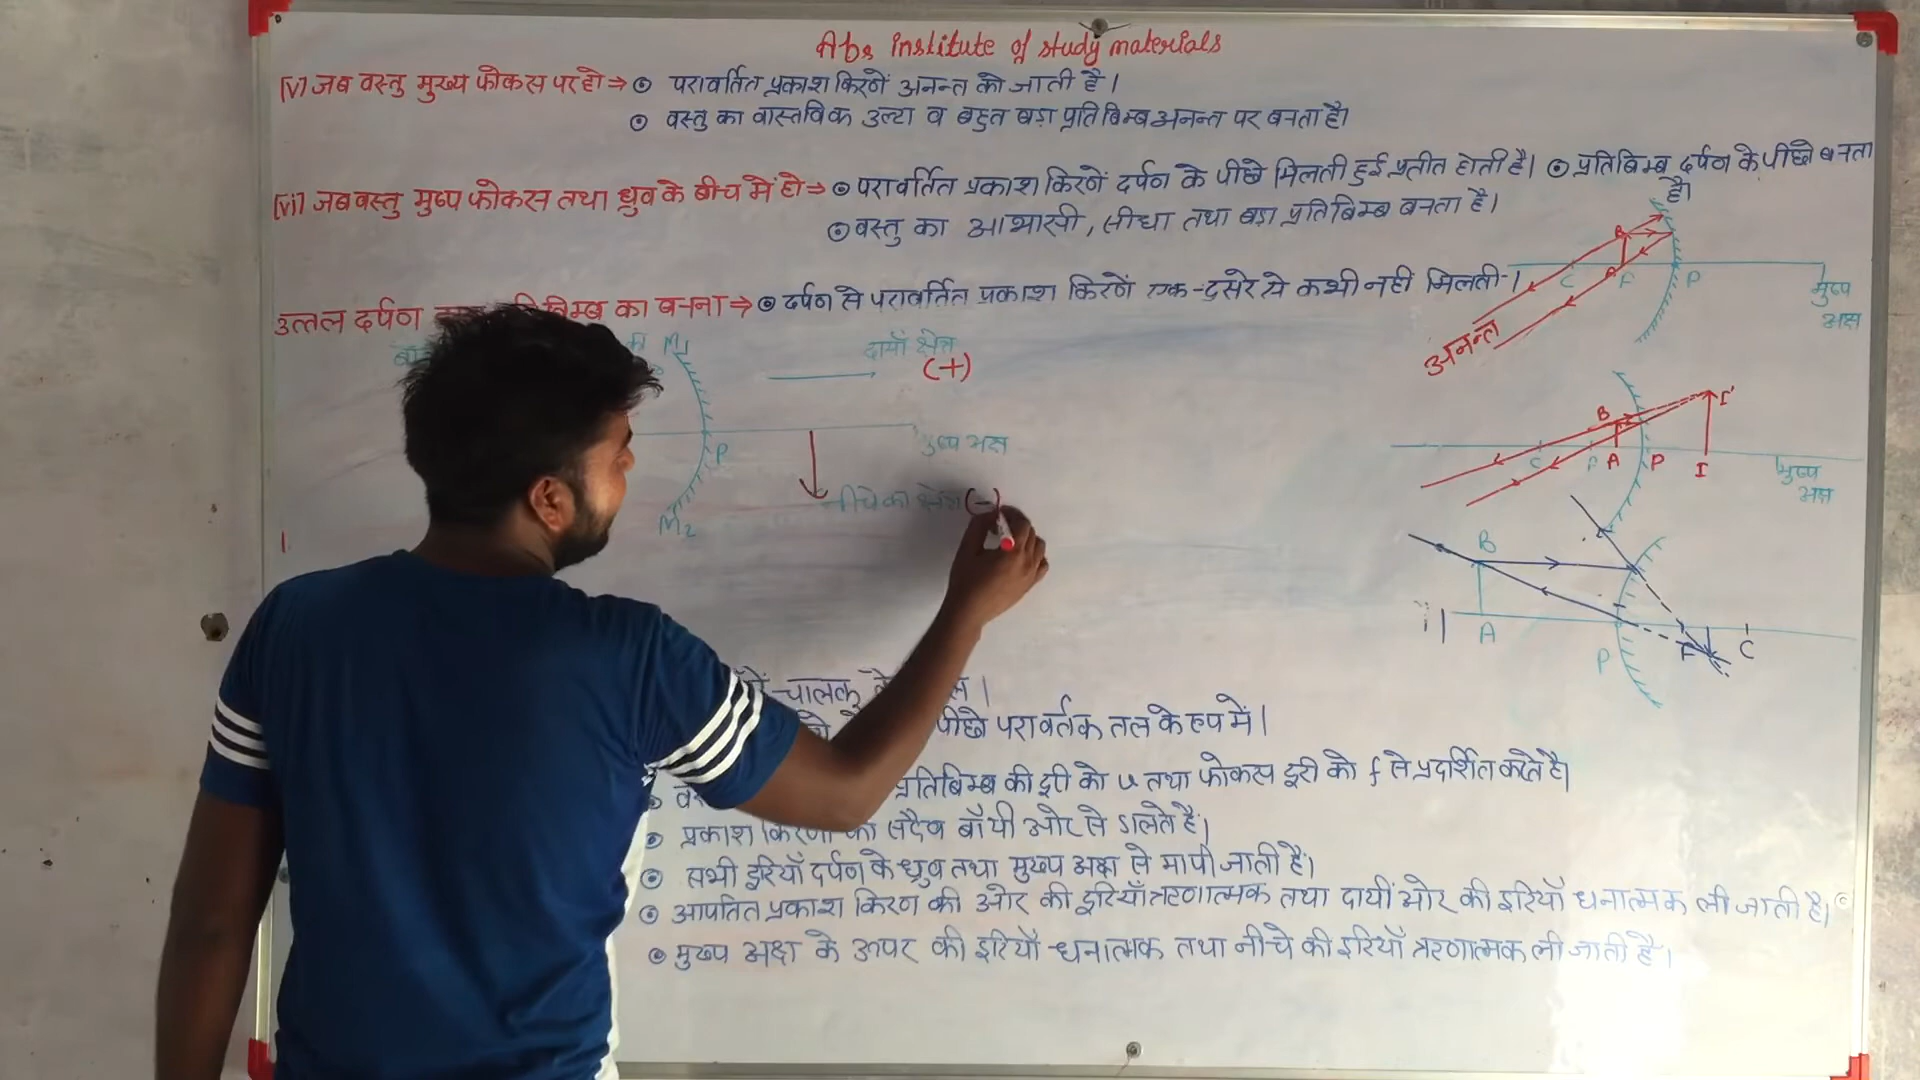 Abs institute of study materials
(v) जब वस्तु मुख्य फोकस पर हो ⇒ ⊙ परावर्तित प्रकाश किरणें अनन्त को जाती है।
⊙ वस्तु का वास्तविक उल्टा व बहुत बड़ा प्रतिबिम्ब अनन्त पर बनता है।
(vi) जब वस्तु मुख्य फोकस तथा ध्रुव के बीच में हो ⇒ ⊙ परावर्तित प्रकाश किरणें दर्पण के पीछे मिलती हुई प्रतीत होती है। ⊙ प्रतिबिम्ब दर्पण के पीछे बनता है।
⊙ वस्तु का आभासी, सीधा तथा बड़ा प्रतिबिम्ब बनता है।
उत्तल दर्पण का बनना ⇒ ⊙ दर्पण से परावर्तित प्रकाश किरणें एक-दूसरे से कभी नही मिलती।
B
C A F P
मुख्य अक्ष
अनन्त
M1 दायाँ क्षेत्र
(+)
P मुख्य अक्ष
नीचे का क्षेत्र (-)
M2
B I'
C F A P I
मुख्य अक्ष
B
A P F C
चालक
पीछे परावर्तक तल के रूप में।
प्रतिबिम्ब की दूरी को u तथा फोकस दूरी को f से प्रदर्शित करते है।
⊙ प्रकाश किरणों को सदैव बाँयी ओर से डालते है।
⊙ सभी दूरियाँ दर्पण के ध्रुव तथा मुख्य अक्ष से मापी जाती है।
⊙ आपतित प्रकाश किरण की ओर की दूरियाँ ऋणात्मक तथा दायीं ओर की दूरियाँ धनात्मक ली जाती है।
⊙ मुख्य अक्ष के ऊपर की दूरियाँ धनात्मक तथा नीचे की दूरियाँ ऋणात्मक ली जाती है।